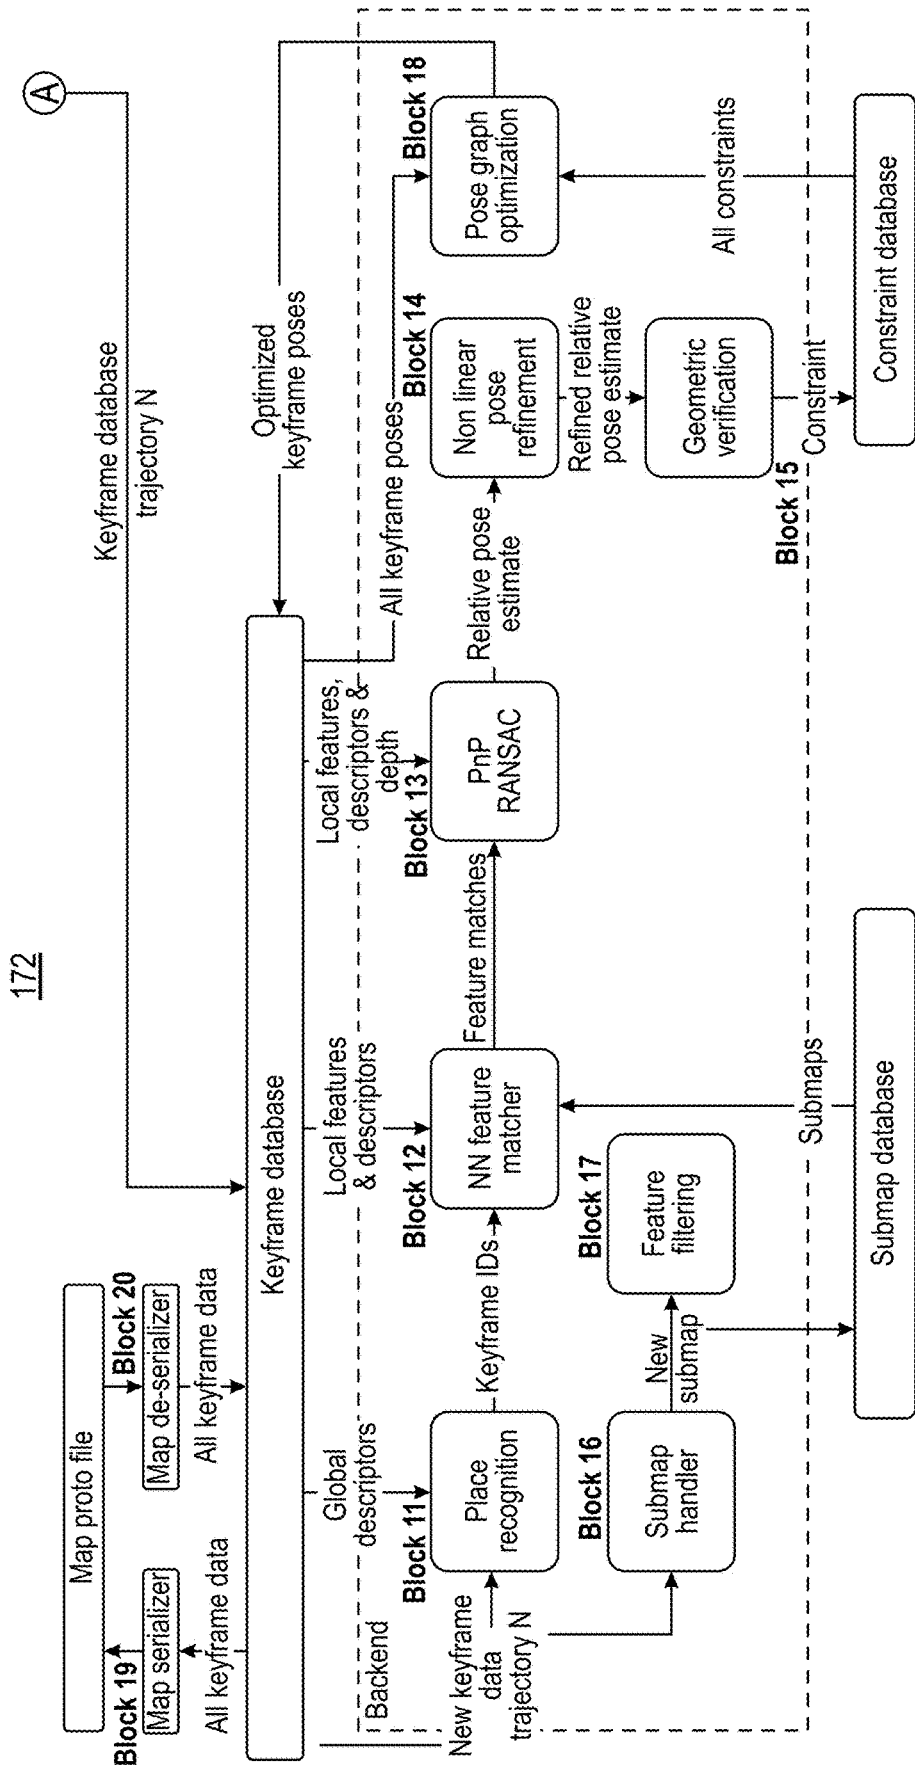 172
A
Map proto file
Block 19
Map serializer
All keyframe data
Block 20
Map de-serializer
All keyframe data
Keyframe database
trajectory N
Keyframe database
Optimized
keyframe poses
Backend
New keyframe
data
trajectory N
Global
descriptors
Block 11
Place
recognition
Keyframe IDs
Local features
& descriptors
Block 12
NN feature
matcher
Feature matches
Local features,
descriptors &
depth
Block 13
PnP
RANSAC
Relative pose
estimate
All keyframe poses
Block 14
Non linear
pose
refinement
Refined relative
pose estimate
Geometric
verification
Block 15
Constraint
Block 18
Pose graph
optimization
All constraints
Block 16
Submap
handler
New
submap
Block 17
Feature
filtering
Submaps
Submap database
Constraint database